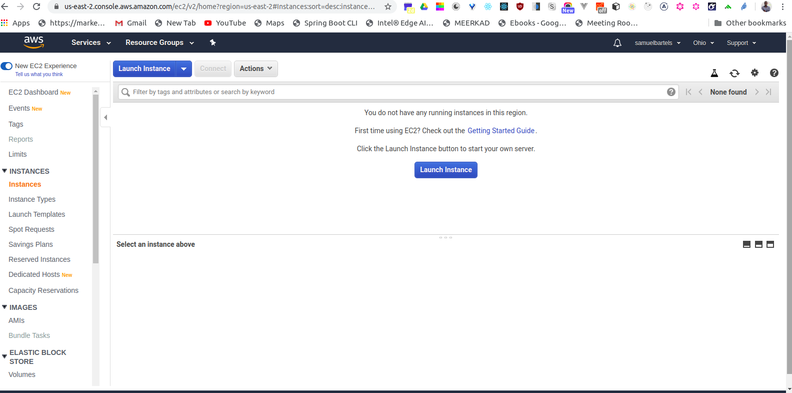 us-east-2.console.aws.amazon.com/ec2/v2/home?region=us-east-2#Instances:sort=desc:instance...
Apps https://marke... Gmail New Tab YouTube Maps Spring Boot CLI Intel® Edge AI... MEERKAD Ebooks - Goog... Meeting Roo... Other bookmarks
aws Services Resource Groups samuelbartels Ohio Support
New EC2 Experience
Tell us what you think
Launch Instance Connect Actions
EC2 Dashboard New
Filter by tags and attributes or search by keyword None found
Events New
Tags
Reports
Limits
INSTANCES
Instances
Instance Types
Launch Templates
Spot Requests
Savings Plans
Reserved Instances
Dedicated Hosts New
Capacity Reservations
IMAGES
AMIs
Bundle Tasks
ELASTIC BLOCK
STORE
Volumes
You do not have any running instances in this region.
First time using EC2? Check out the Getting Started Guide.
Click the Launch Instance button to start your own server.
Launch Instance
Select an instance above